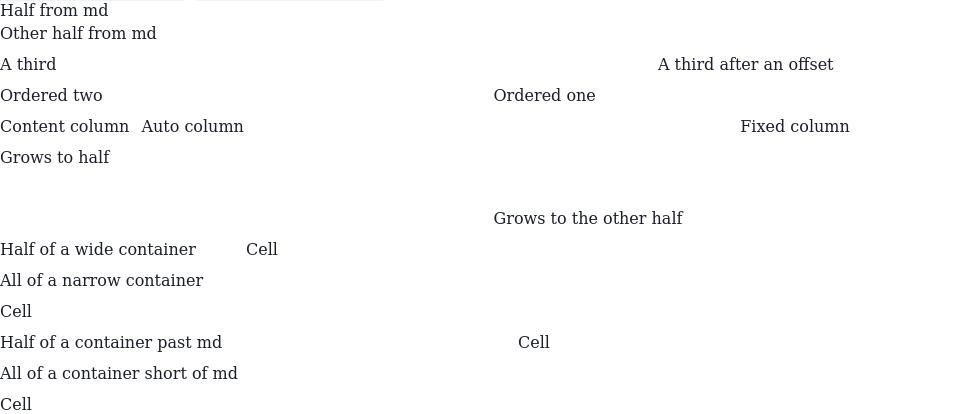 Half from md
Other half from md
A third A third after an offset
Ordered two Ordered one
Content column Auto column Fixed column
Grows to half
Grows to the other half
Half of a wide container Cell
All of a narrow container
Cell
Half of a container past md Cell
All of a container short of md
Cell